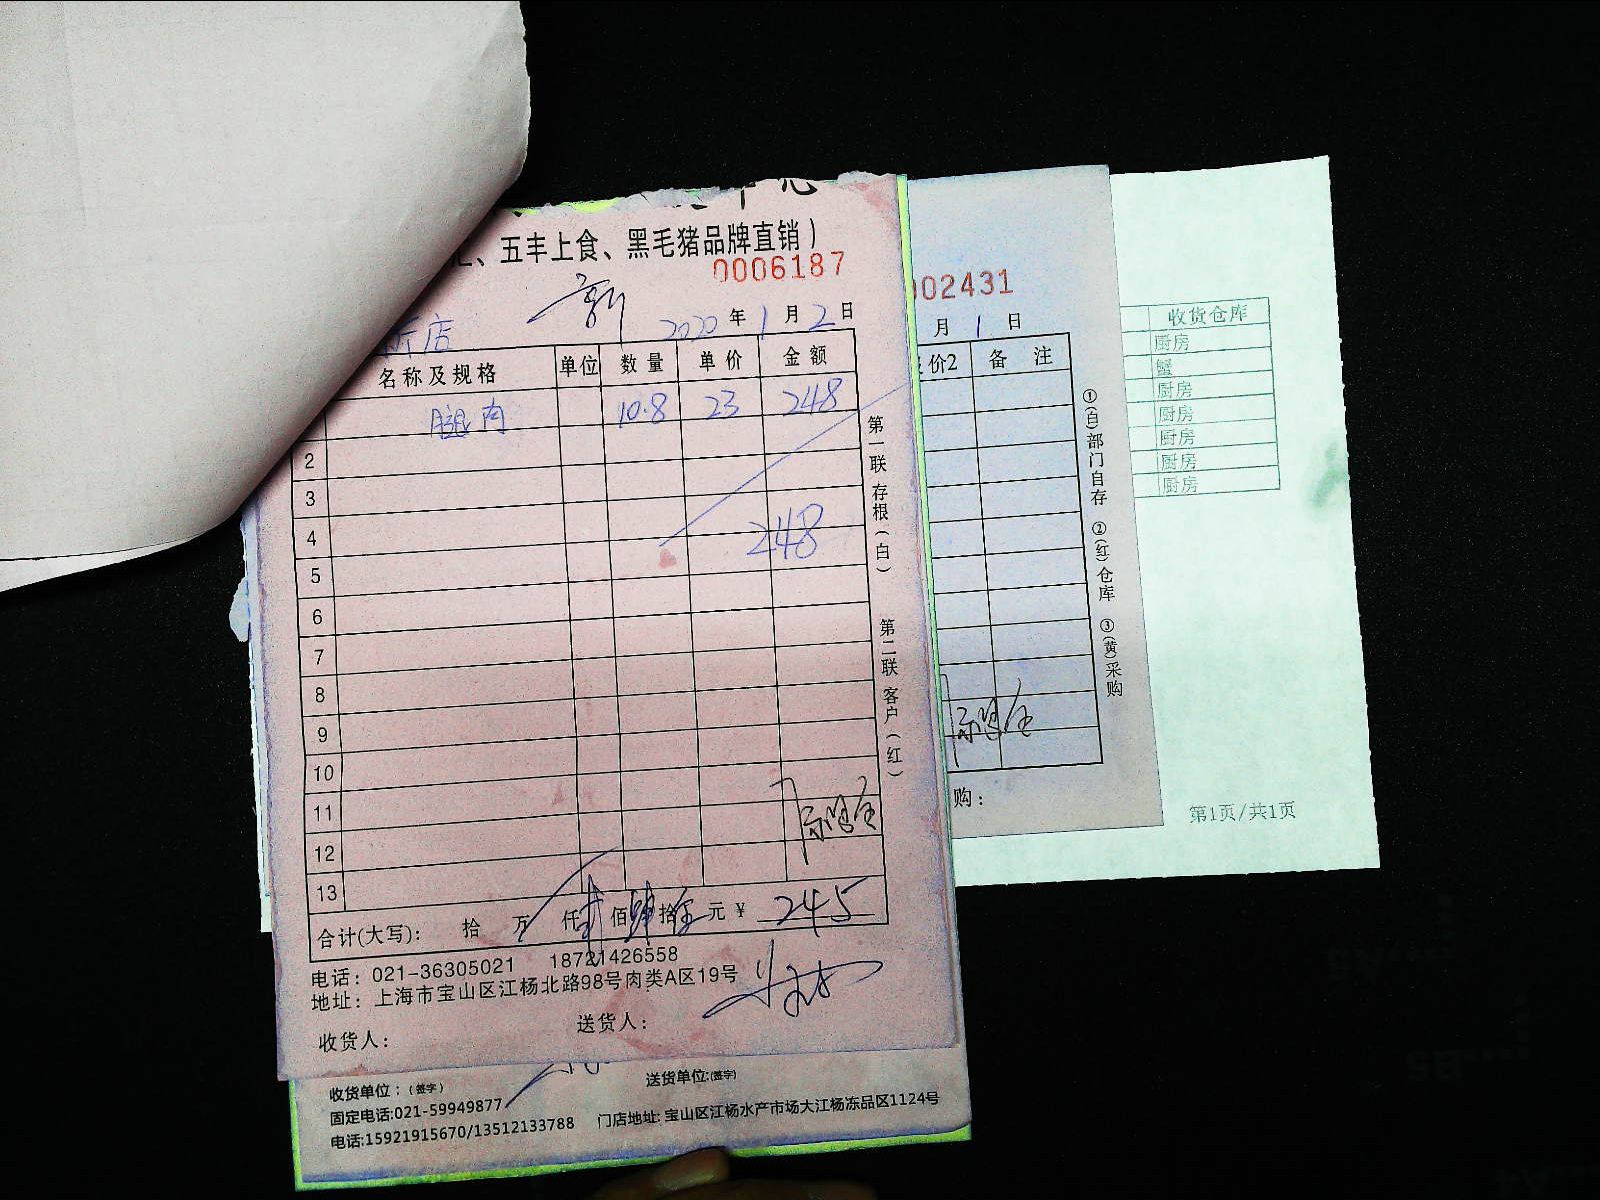 、五丰上食、黑毛猪品牌直销）
0006187
新店
2020年1月2日
名称及规格 单位 数量 单价 金额
腿肉 10.8 23 248
2
3
4
248
5
6
7
8
9
10
11
12
13
合计(大写): 拾 万 仟 佰 拾 元 ¥ 245
电话: 021-36305021 18721426558
地址: 上海市宝山区江杨北路98号肉类A区19号
收货人: 送货人:
第一联 存根（白）
第二联 客户（红）
收货单位：(签字) 送货单位:(签字)
固定电话:021-59949877
电话:15921915670/13512133788 门店地址: 宝山区江杨水产市场大江杨冻品区1124号
002431
月 1 日
价2 备 注
①(白)部门自存 ②(红)仓库 ③(黄)采购
购：
收货仓库
厨房
蟹
厨房
厨房
厨房
厨房
厨房
第1页/共1页